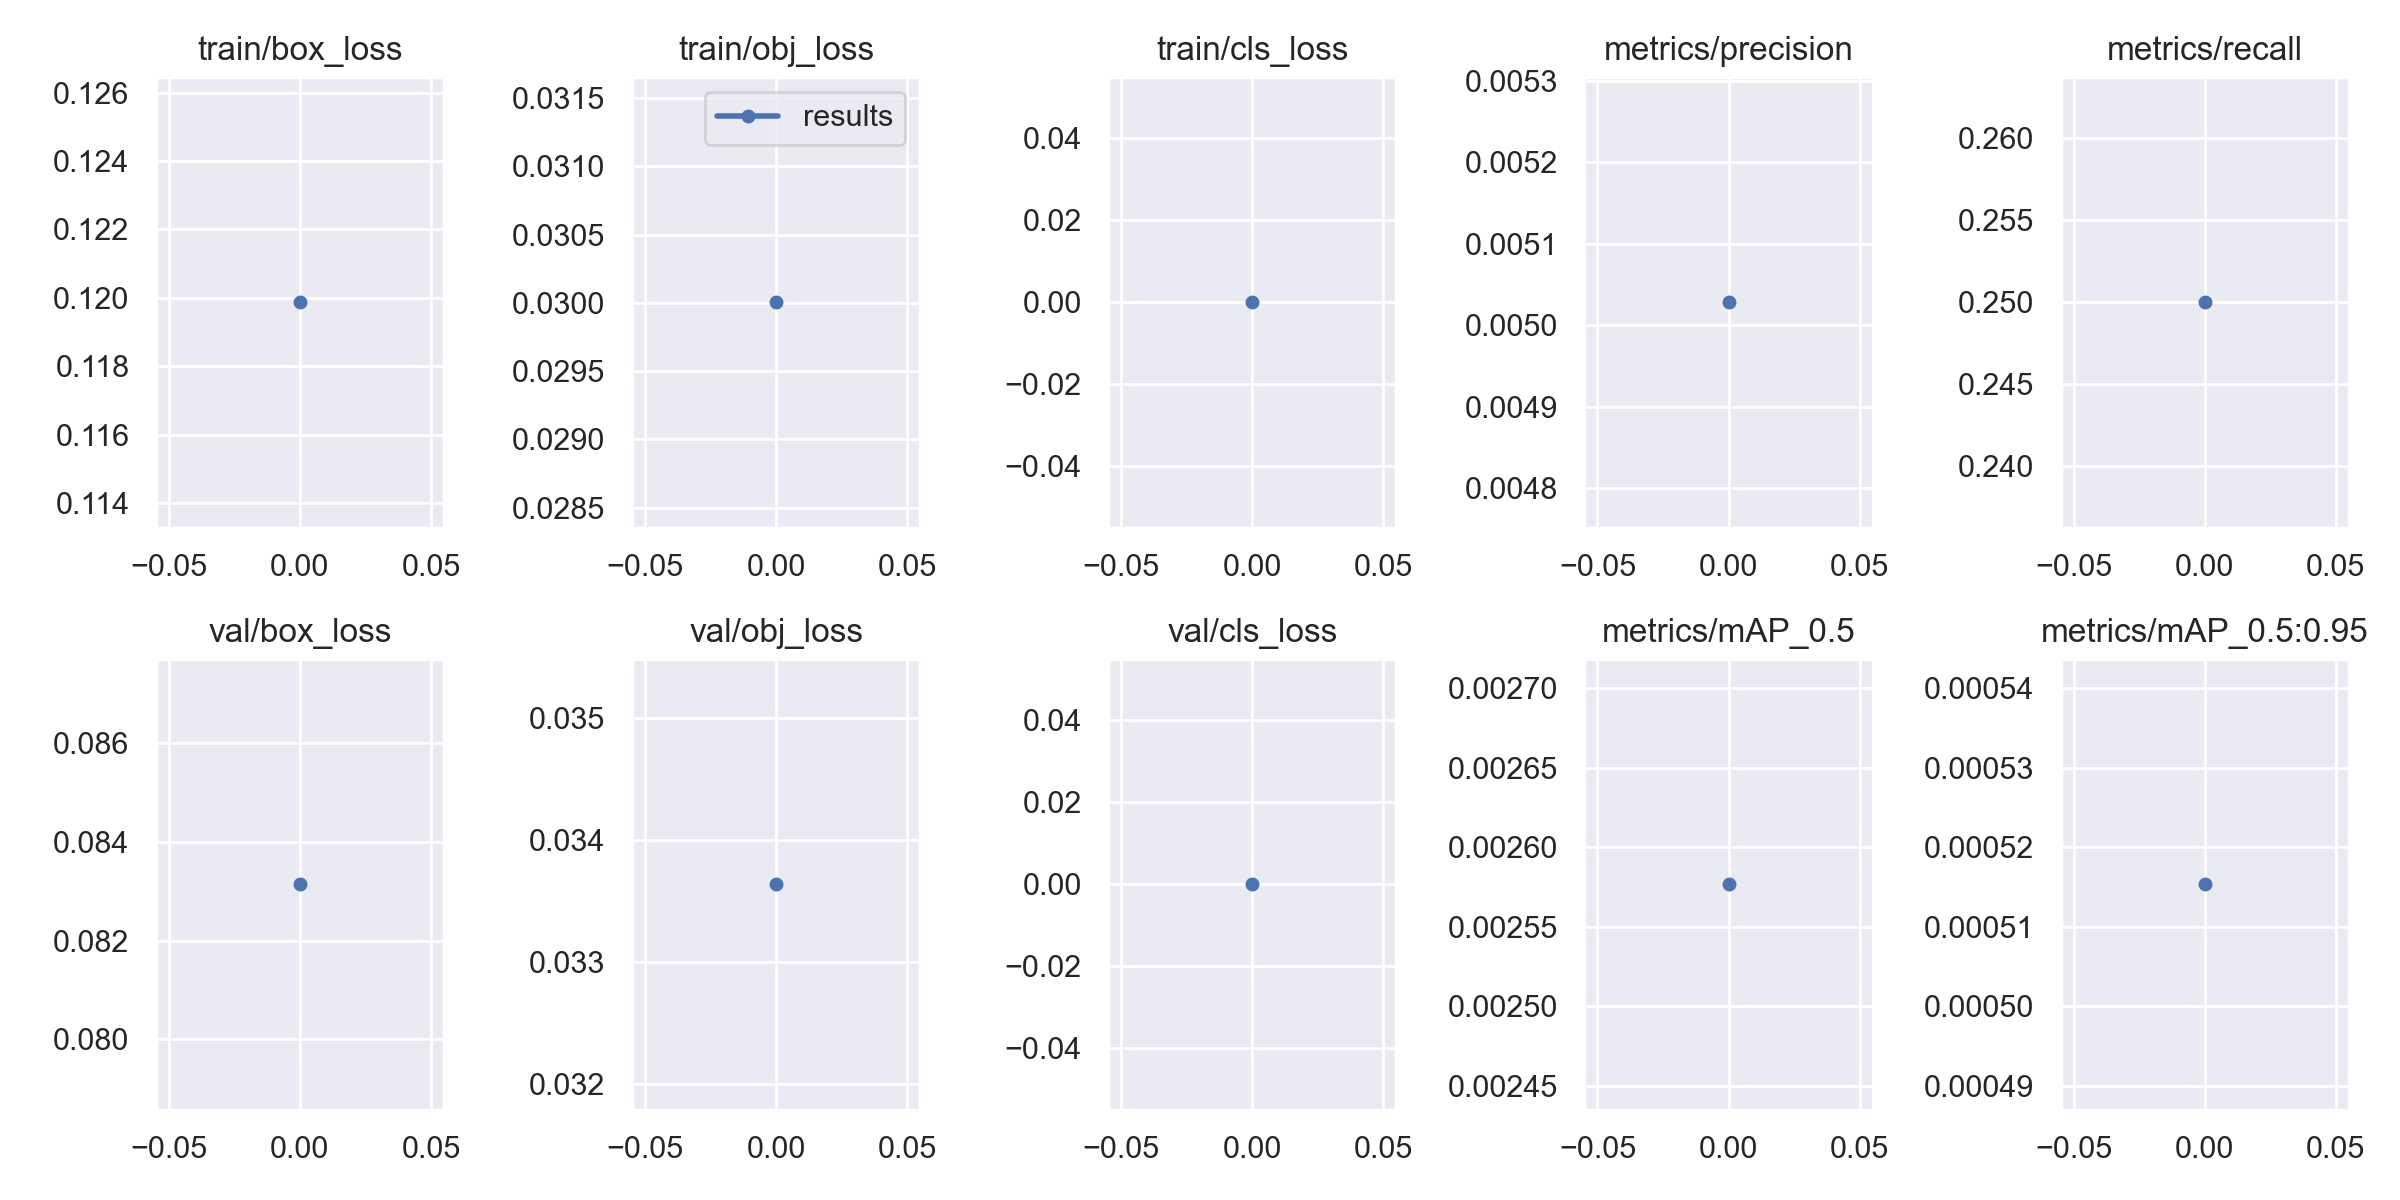 train/box_loss
0.126
0.124
0.122
0.120
0.118
0.116
0.114
−0.05 0.00 0.05
train/obj_loss
results
0.0315
0.0310
0.0305
0.0300
0.0295
0.0290
0.0285
−0.05 0.00 0.05
train/cls_loss
0.04
0.02
0.00
−0.02
−0.04
−0.05 0.00 0.05
metrics/precision
0.0053
0.0052
0.0051
0.0050
0.0049
0.0048
−0.05 0.00 0.05
metrics/recall
0.260
0.255
0.250
0.245
0.240
−0.05 0.00 0.05
val/box_loss
0.086
0.084
0.082
0.080
−0.05 0.00 0.05
val/obj_loss
0.035
0.034
0.033
0.032
−0.05 0.00 0.05
val/cls_loss
0.04
0.02
0.00
−0.02
−0.04
−0.05 0.00 0.05
metrics/mAP_0.5
0.00270
0.00265
0.00260
0.00255
0.00250
0.00245
−0.05 0.00 0.05
metrics/mAP_0.5:0.95
0.00054
0.00053
0.00052
0.00051
0.00050
0.00049
−0.05 0.00 0.05